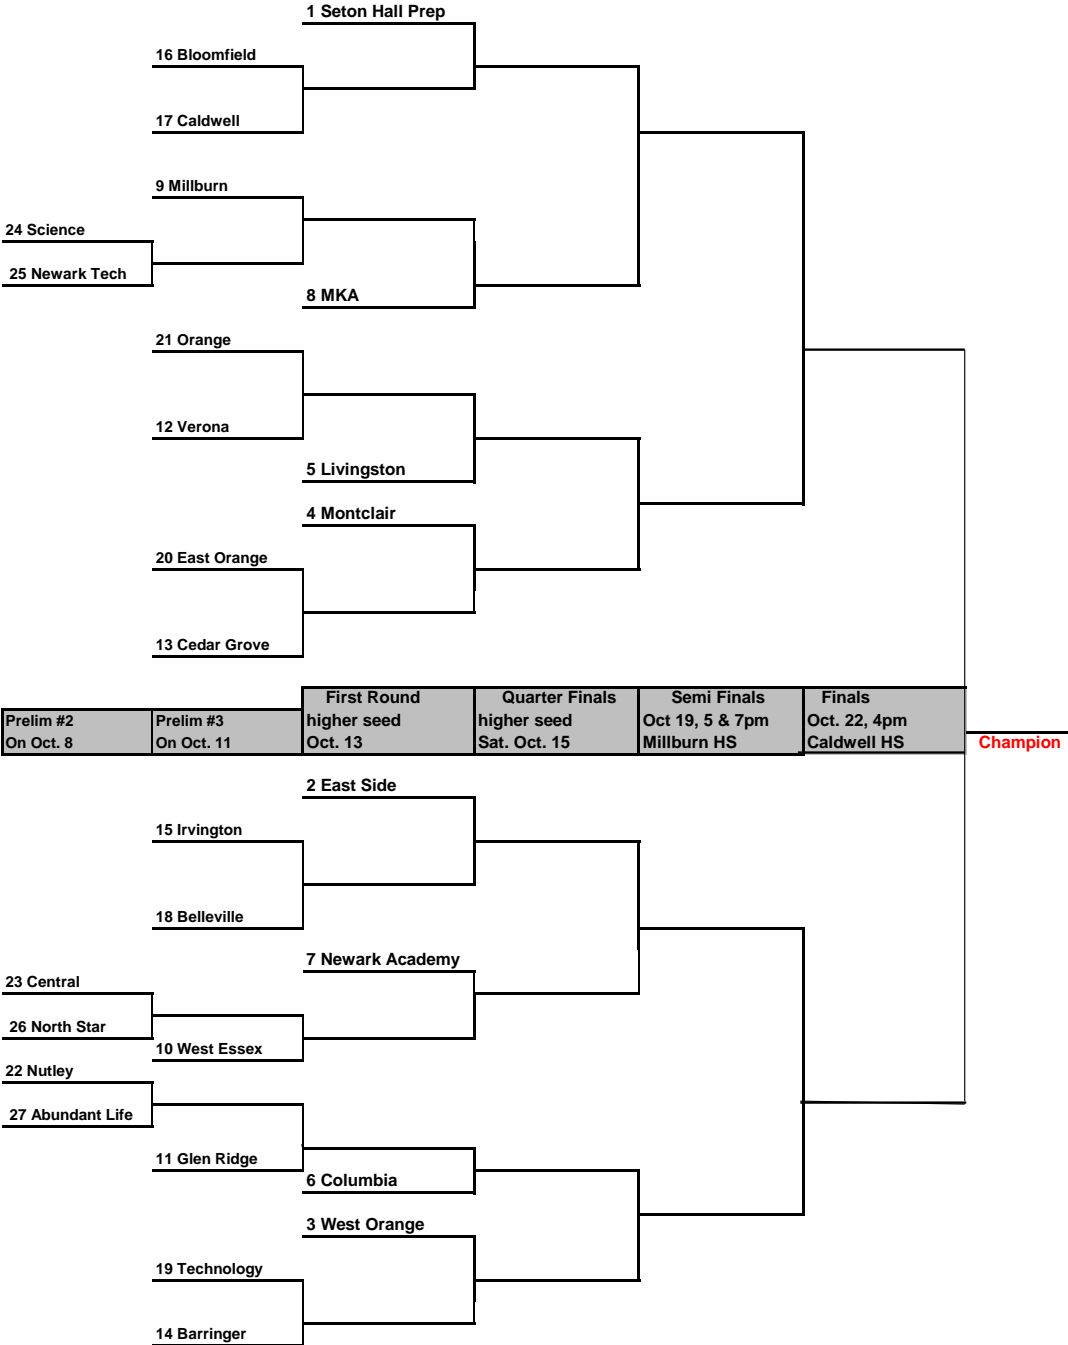 1 Seton Hall Prep
16 Bloomfield
17 Caldwell
9 Millburn
24 Science
25 Newark Tech
8 MKA
21 Orange
12 Verona
5 Livingston
4 Montclair
20 East Orange
13 Cedar Grove
First Round Quarter Finals Semi Finals Finals
Prelim #2 Prelim #3 higher seed higher seed Oct 19, 5 & 7pm Oct. 22, 4pm
On Oct. 8 On Oct. 11 Oct. 13 Sat. Oct. 15 Millburn HS Caldwell HS Champion
2 East Side
15 Irvington
18 Belleville
7 Newark Academy
23 Central
26 North Star
10 West Essex
22 Nutley
27 Abundant Life
11 Glen Ridge
6 Columbia
3 West Orange
19 Technology
14 Barringer